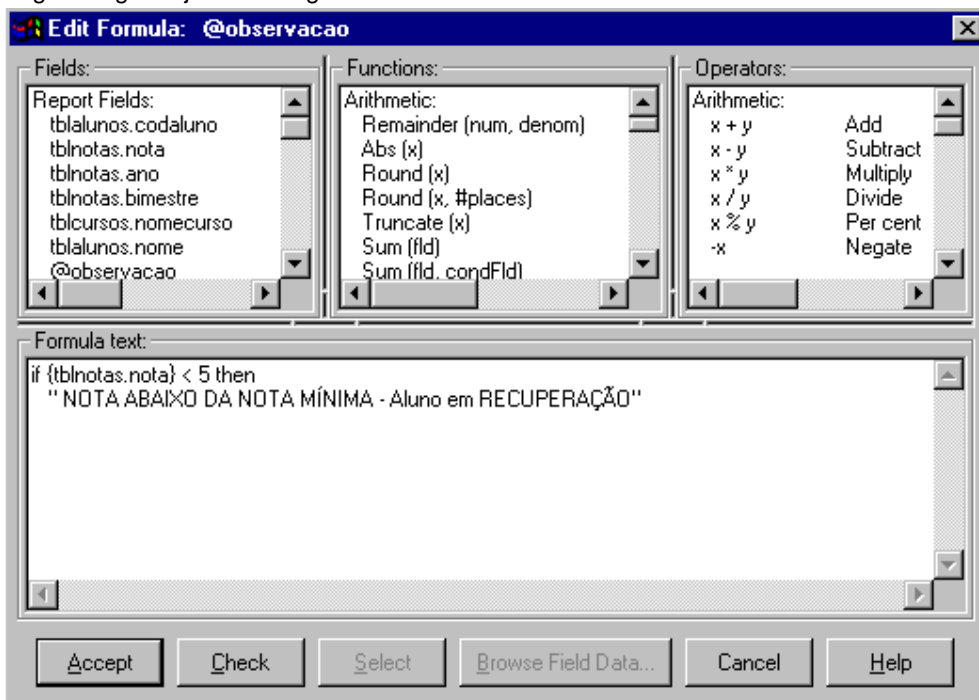 Edit Formula: @observacao
Fields:
Report Fields:
tblalunos.codaluno
tblnotas.nota
tblnotas.ano
tblnotas.bimestre
tblcursos.nomecurso
tblalunos.nome
@observacao
Functions:
Arithmetic:
Remainder (num, denom)
Abs (x)
Round (x)
Round (x, #places)
Truncate (x)
Sum (fld)
Sum (fld, condFld)
Operators:
Arithmetic:
x + y Add
x - y Subtract
x * y Multiply
x / y Divide
x % y Per cent
-x Negate
Formula text:
if {tblnotas.nota} < 5 then
" NOTA ABAIXO DA NOTA MÍNIMA - Aluno em RECUPERAÇÃO"
Accept Check Select Browse Field Data... Cancel Help